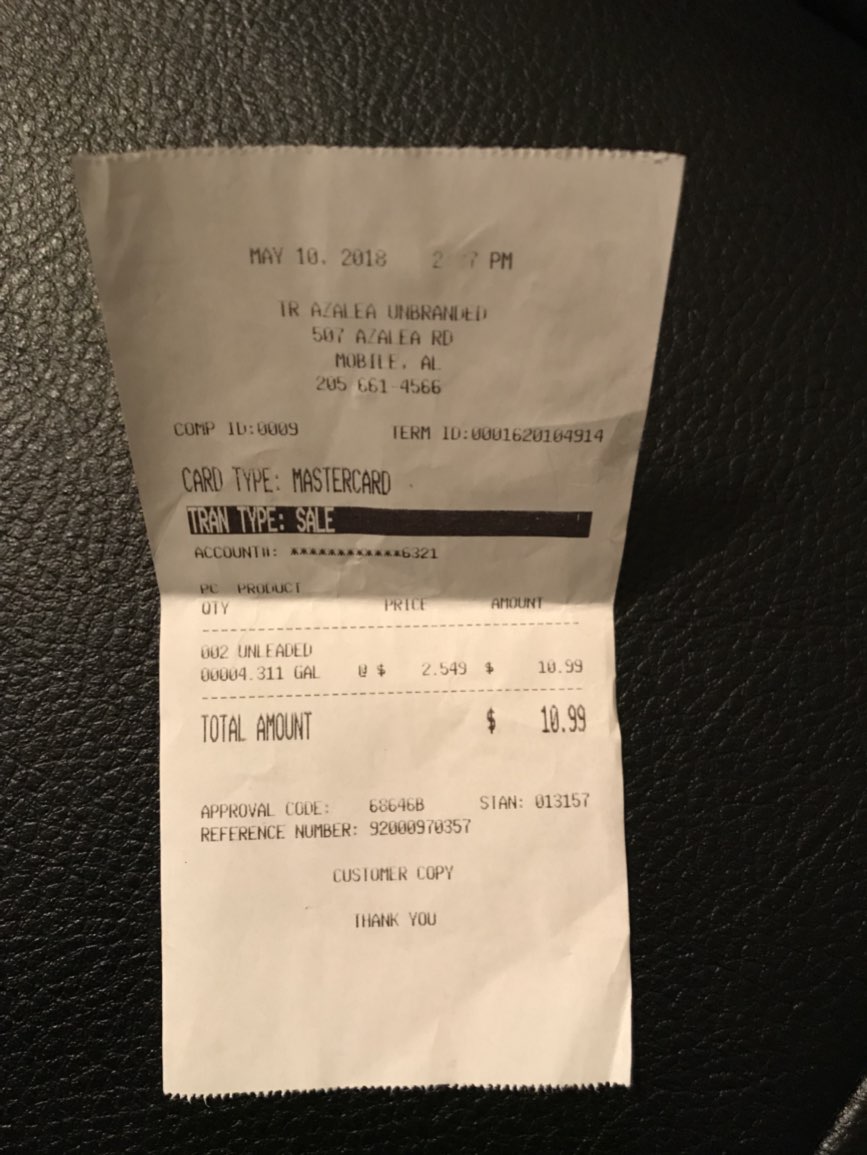 MAY 10, 2018 PM
TR AZALEA UNBRANDED
507 AZALEA RD
MOBILE, AL
205 661-4566
COMP ID:0009 TERM ID:0001620104914
CARD TYPE: MASTERCARD
TRAN TYPE: SALE
ACCOUNT#: ************6321
PC PRODUCT
QTY PRICE AMOUNT
002 UNLEADED
00004.311 GAL @ $ 2.549 $ 10.99
TOTAL AMOUNT $ 10.99
APPROVAL CODE: 68646B STAN: 013157
REFERENCE NUMBER: 92000970357
CUSTOMER COPY
THANK YOU